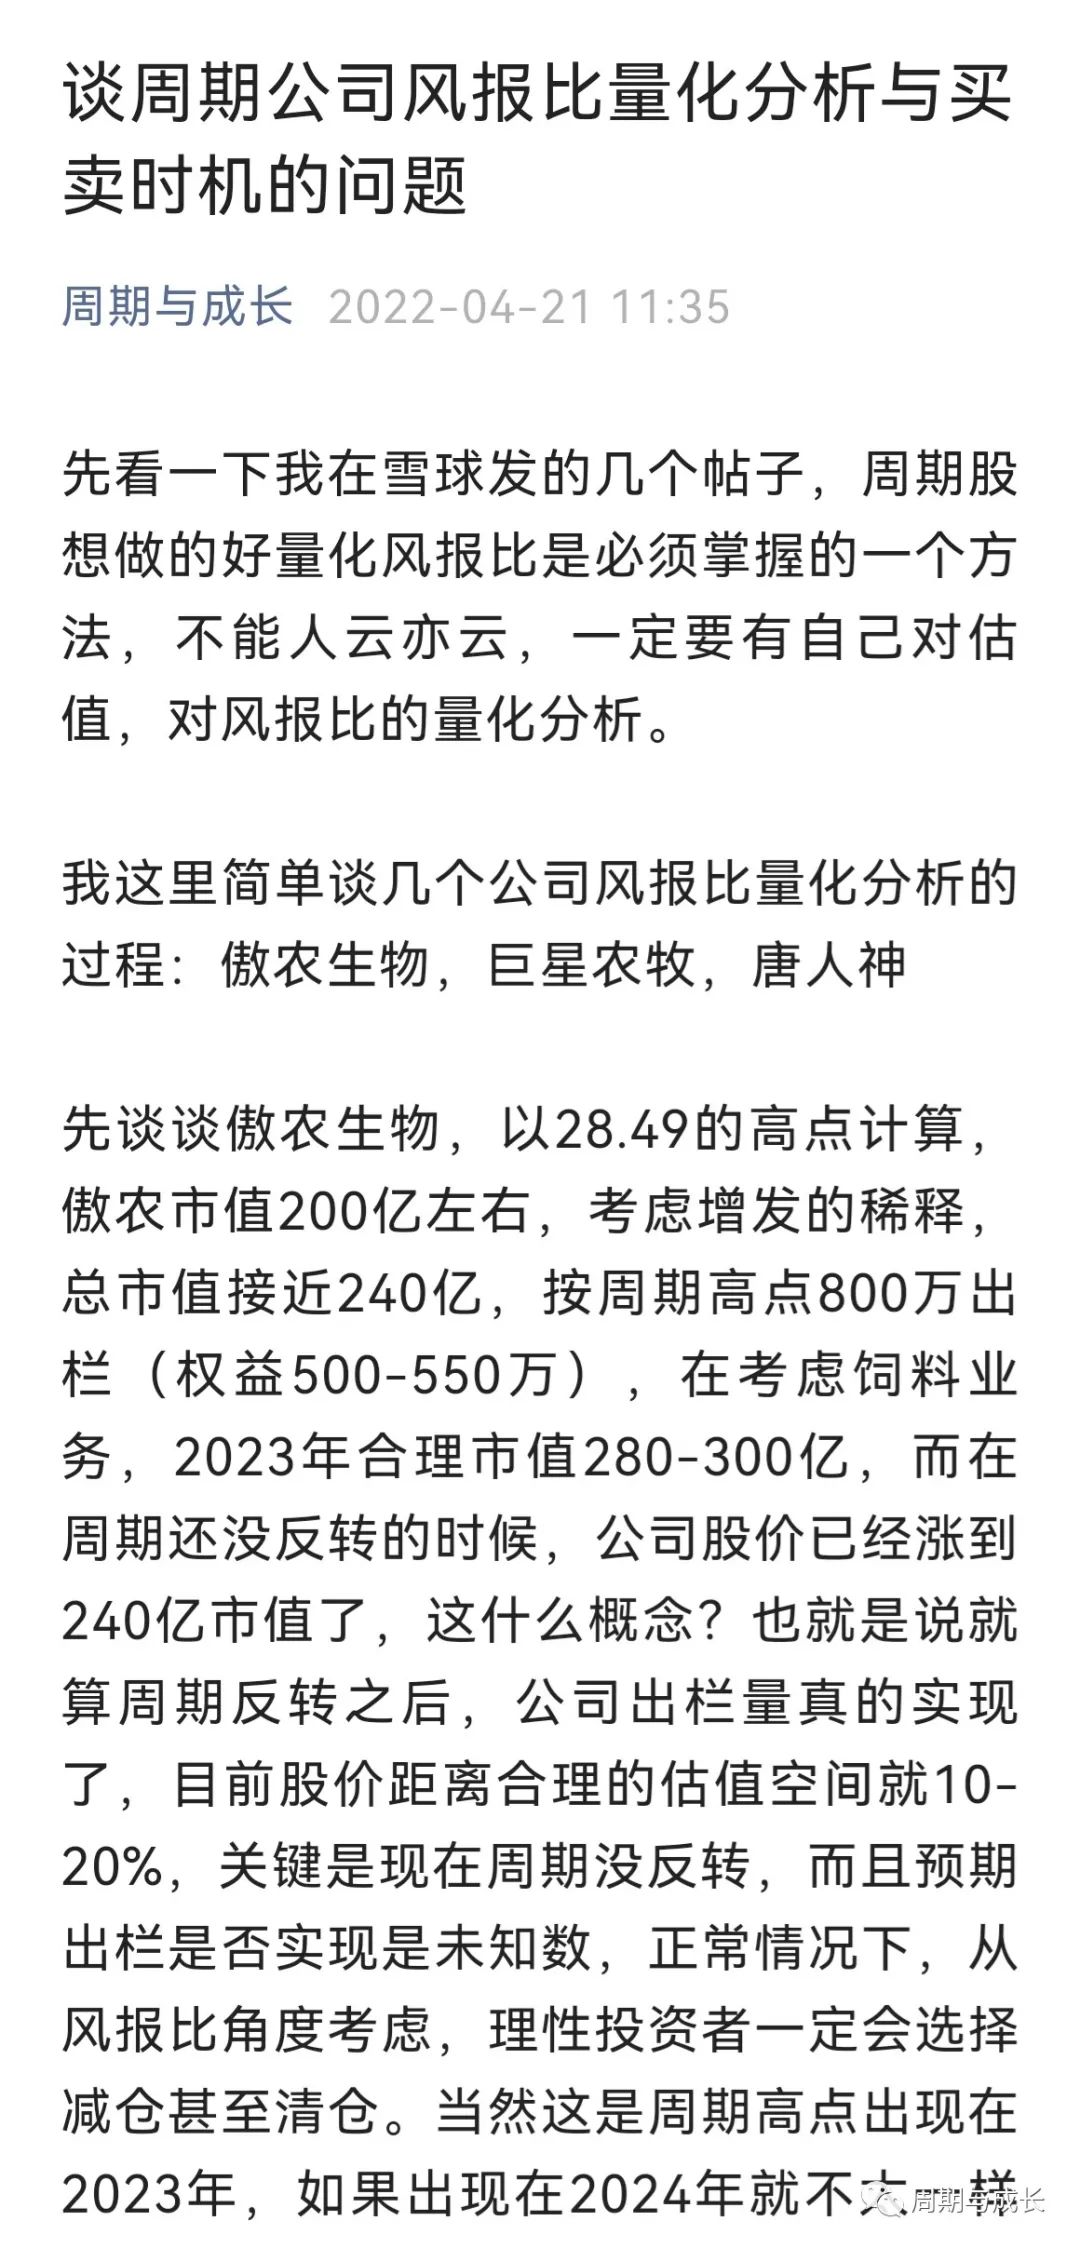 谈周期公司风报比量化分析与买
卖时机的问题
周期与成长 2022-04-21 11:35
先看一下我在雪球发的几个帖子，周期股
想做的好量化风报比是必须掌握的一个方
法，不能人云亦云，一定要有自己对估
值，对风报比的量化分析。
我这里简单谈几个公司风报比量化分析的
过程：傲农生物，巨星农牧，唐人神
先谈谈傲农生物，以28.49的高点计算，
傲农市值200亿左右，考虑增发的稀释，
总市值接近240亿，按周期高点800万出
栏（权益500-550万），在考虑饲料业
务，2023年合理市值280-300亿，而在
周期还没反转的时候，公司股价已经涨到
240亿市值了，这什么概念？也就是说就
算周期反转之后，公司出栏量真的实现
了，目前股价距离合理的估值空间就10-
20%，关键是现在周期没反转，而且预期
出栏是否实现是未知数，正常情况下，从
风报比角度考虑，理性投资者一定会选择
减仓甚至清仓。当然这是周期高点出现在
2023年，如果出现在2024年就不太一样
周期与成长